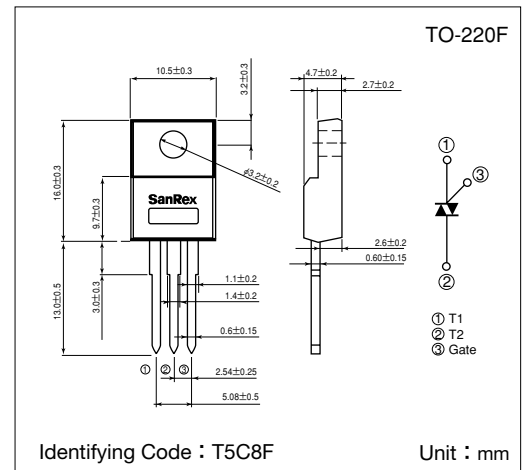 TO-220F
10.5±0.3
3.2±0.3
4.7±0.2
2.7±0.2
16.0±0.3
9.7±0.3
φ3.2±0.2
SanRex
13.0±0.5
3.0±0.3
1.1±0.2
1.4±0.2
0.6±0.15
2.54±0.25
5.08±0.5
① ② ③
2.6±0.2
0.60±0.15
①
③
②
① T1
② T2
③ Gate
Identifying Code：T5C8F
Unit：mm